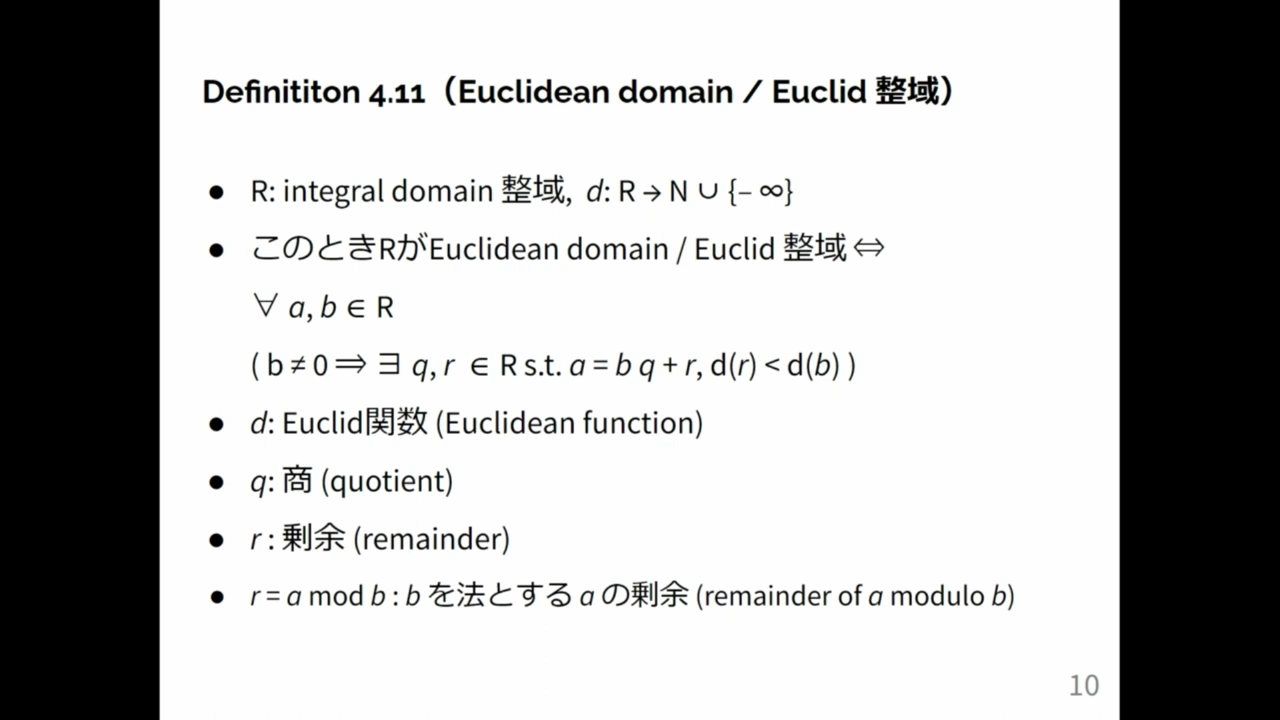 Definititon 4.11（Euclidean domain / Euclid 整域）
● R: integral domain 整域, d: R → N ∪ {– ∞}
● このときRがEuclidean domain / Euclid 整域 ⇔
∀ a, b ∈ R
( b ≠ 0 ⇒ ∃ q, r ∈ R s.t. a = b q + r, d(r) < d(b) )
● d: Euclid関数 (Euclidean function)
● q: 商 (quotient)
● r : 剰余 (remainder)
● r = a mod b : b を法とする a の剰余 (remainder of a modulo b)
10